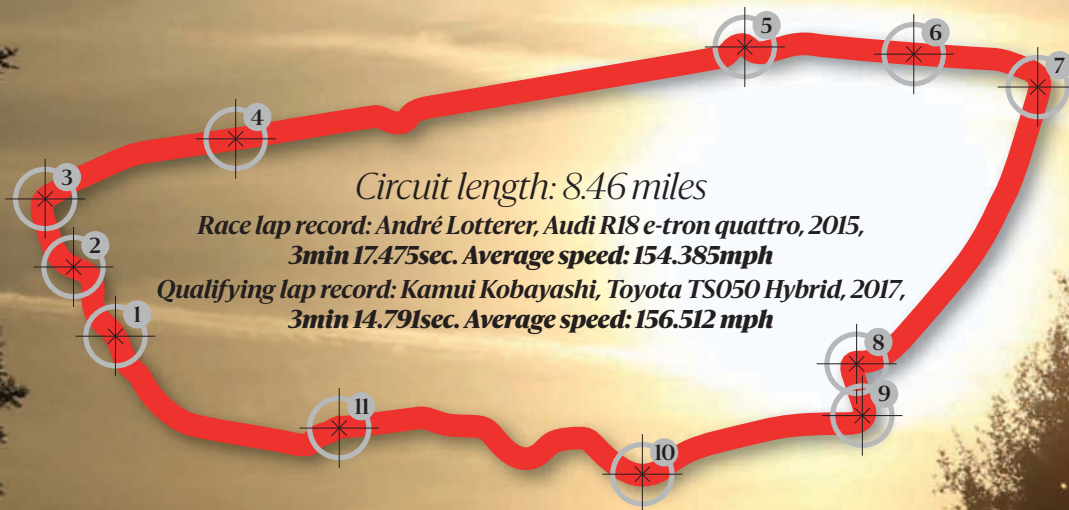 5
6
7
4
3
Circuit length: 8.46 miles
Race lap record: André Lotterer, Audi R18 e-tron quattro, 2015,
3min 17.475sec. Average speed: 154.385mph
2
Qualifying lap record: Kamui Kobayashi, Toyota TS050 Hybrid, 2017,
3min 14.791sec. Average speed: 156.512 mph
1
8
9
11
10